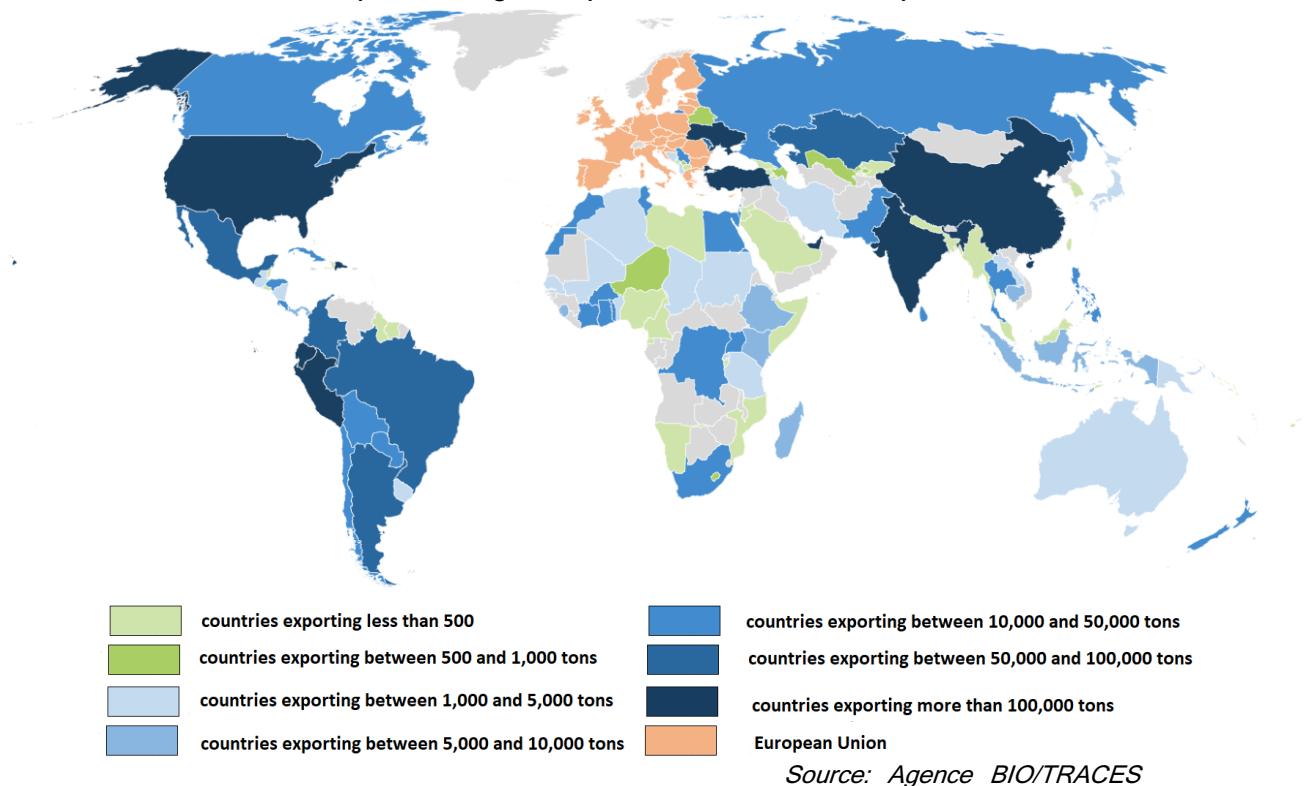 countries exporting less than 500
countries exporting between 500 and 1,000 tons
countries exporting between 1,000 and 5,000 tons
countries exporting between 5,000 and 10,000 tons
countries exporting between 10,000 and 50,000 tons
countries exporting between 50,000 and 100,000 tons
countries exporting more than 100,000 tons
European Union
Source: Agence BIO/TRACES